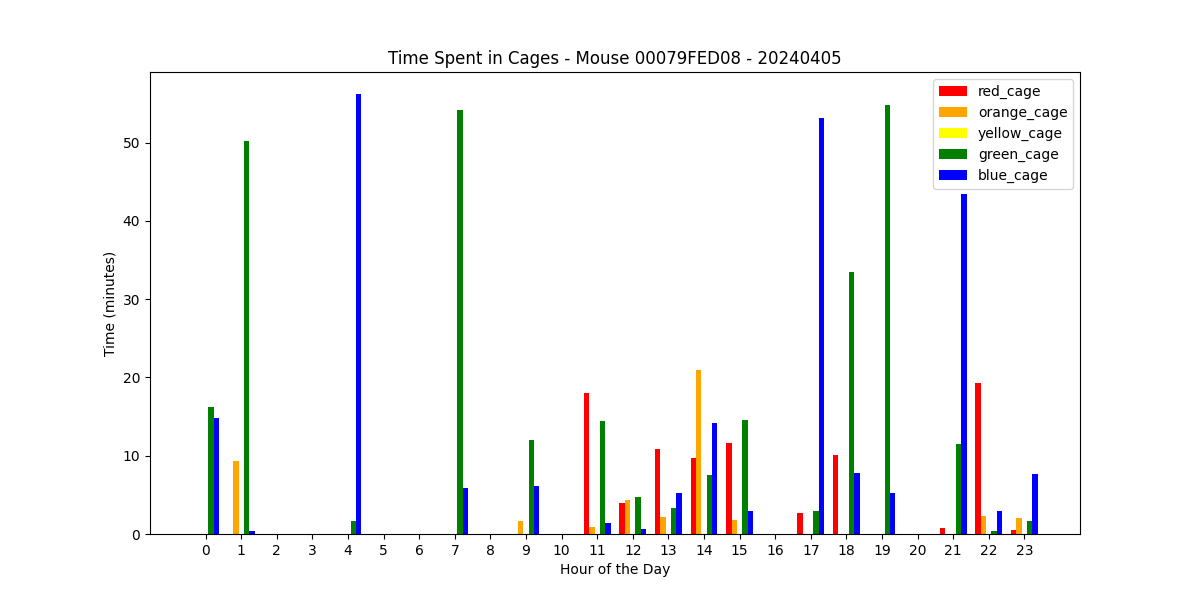 Time Spent in Cages - Mouse 00079FED08 - 20240405
red_cage
orange_cage
yellow_cage
green_cage
blue_cage
Time (minutes)
50
40
30
20
10
0
0 1 2 3 4 5 6 7 8 9 10 11 12 13 14 15 16 17 18 19 20 21 22 23
Hour of the Day